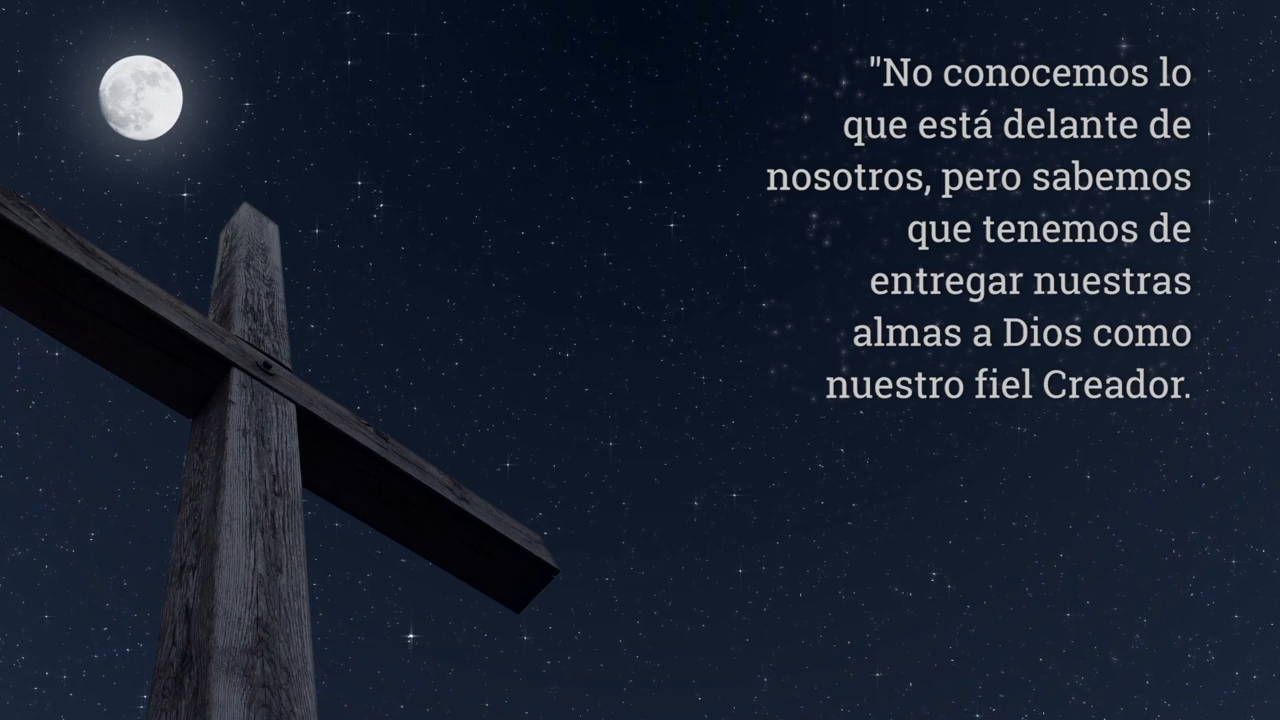 "No conocemos lo
que está delante de
nosotros, pero sabemos
que tenemos de
entregar nuestras
almas a Dios como
nuestro fiel Creador.